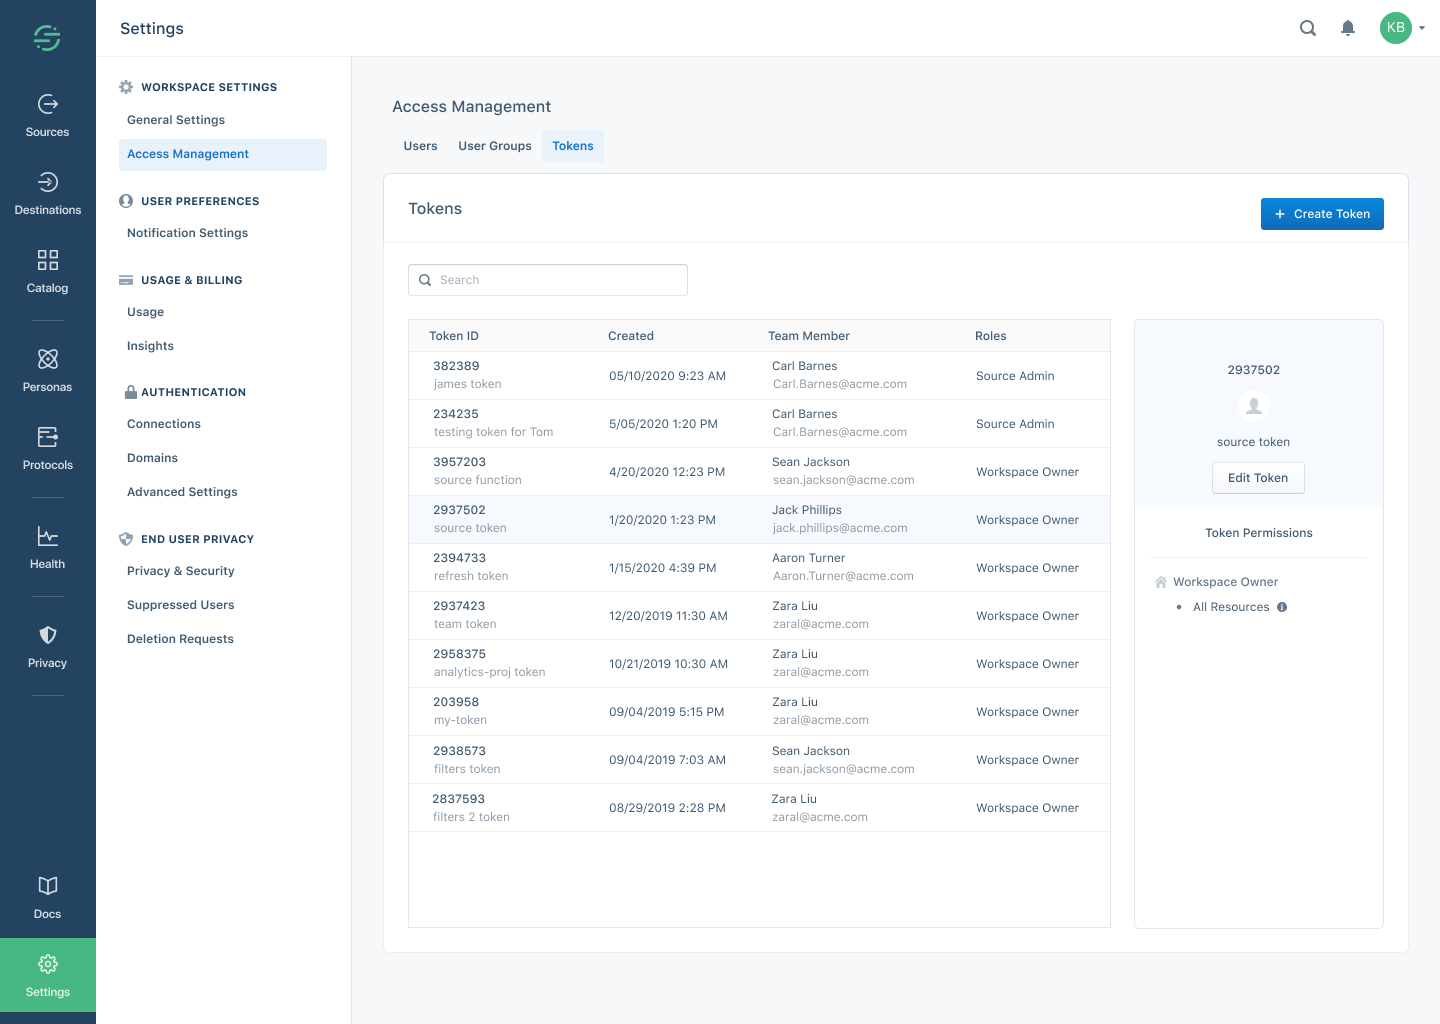 Settings
KB
Sources
Destinations
Catalog
Personas
Protocols
Health
Privacy
Docs
Settings
WORKSPACE SETTINGS
General Settings
Access Management
USER PREFERENCES
Notification Settings
USAGE & BILLING
Usage
Insights
AUTHENTICATION
Connections
Domains
Advanced Settings
END USER PRIVACY
Privacy & Security
Suppressed Users
Deletion Requests
Access Management
Users User Groups Tokens
Tokens
+ Create Token
Search
Token ID Created Team Member Roles
382389 Carl Barnes
05/10/2020 9:23 AM Source Admin
james token Carl.Barnes@acme.com
234235 Carl Barnes
5/05/2020 1:20 PM Source Admin
testing token for Tom Carl.Barnes@acme.com
3957203 Sean Jackson
4/20/2020 12:23 PM Workspace Owner
source function sean.jackson@acme.com
2937502 Jack Phillips
1/20/2020 1:23 PM Workspace Owner
source token jack.phillips@acme.com
2394733 Aaron Turner
1/15/2020 4:39 PM Workspace Owner
refresh token Aaron.Turner@acme.com
2937423 Zara Liu
12/20/2019 11:30 AM Workspace Owner
team token zaral@acme.com
2958375 Zara Liu
10/21/2019 10:30 AM Workspace Owner
analytics-proj token zaral@acme.com
203958 Zara Liu
09/04/2019 5:15 PM Workspace Owner
my-token zaral@acme.com
2938573 Sean Jackson
09/04/2019 7:03 AM Workspace Owner
filters token sean.jackson@acme.com
2837593 Zara Liu
08/29/2019 2:28 PM Workspace Owner
filters 2 token zaral@acme.com
2937502
source token
Edit Token
Token Permissions
Workspace Owner
• All Resources